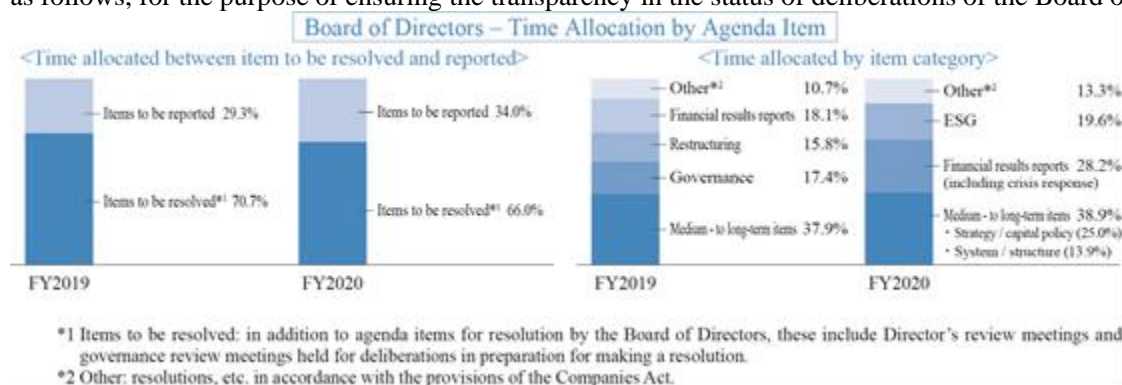 as follows, for the purpose of ensuring the transparency in the status of deliberations of the Board o
Board of Directors – Time Allocation by Agenda Item
<Time allocated between item to be resolved and reported>
Items to be reported 29.3%
Items to be resolved*1 70.7%
FY2019
Items to be reported 34.0%
Items to be resolved*1 66.0%
FY2020
<Time allocated by item category>
Other*2 10.7%
Financial results reports 18.1%
Restructuring 15.8%
Governance 17.4%
Medium - to long-term items 37.9%
FY2019
Other*2 13.3%
ESG 19.6%
Financial results reports 28.2%
(including crisis response)
Medium - to long-term items 38.9%
・Strategy / capital policy (25.0%)
・System / structure (13.9%)
FY2020
*1 Items to be resolved: in addition to agenda items for resolution by the Board of Directors, these include Director's review meetings and
governance review meetings held for deliberations in preparation for making a resolution.
*2 Other: resolutions, etc. in accordance with the provisions of the Companies Act.